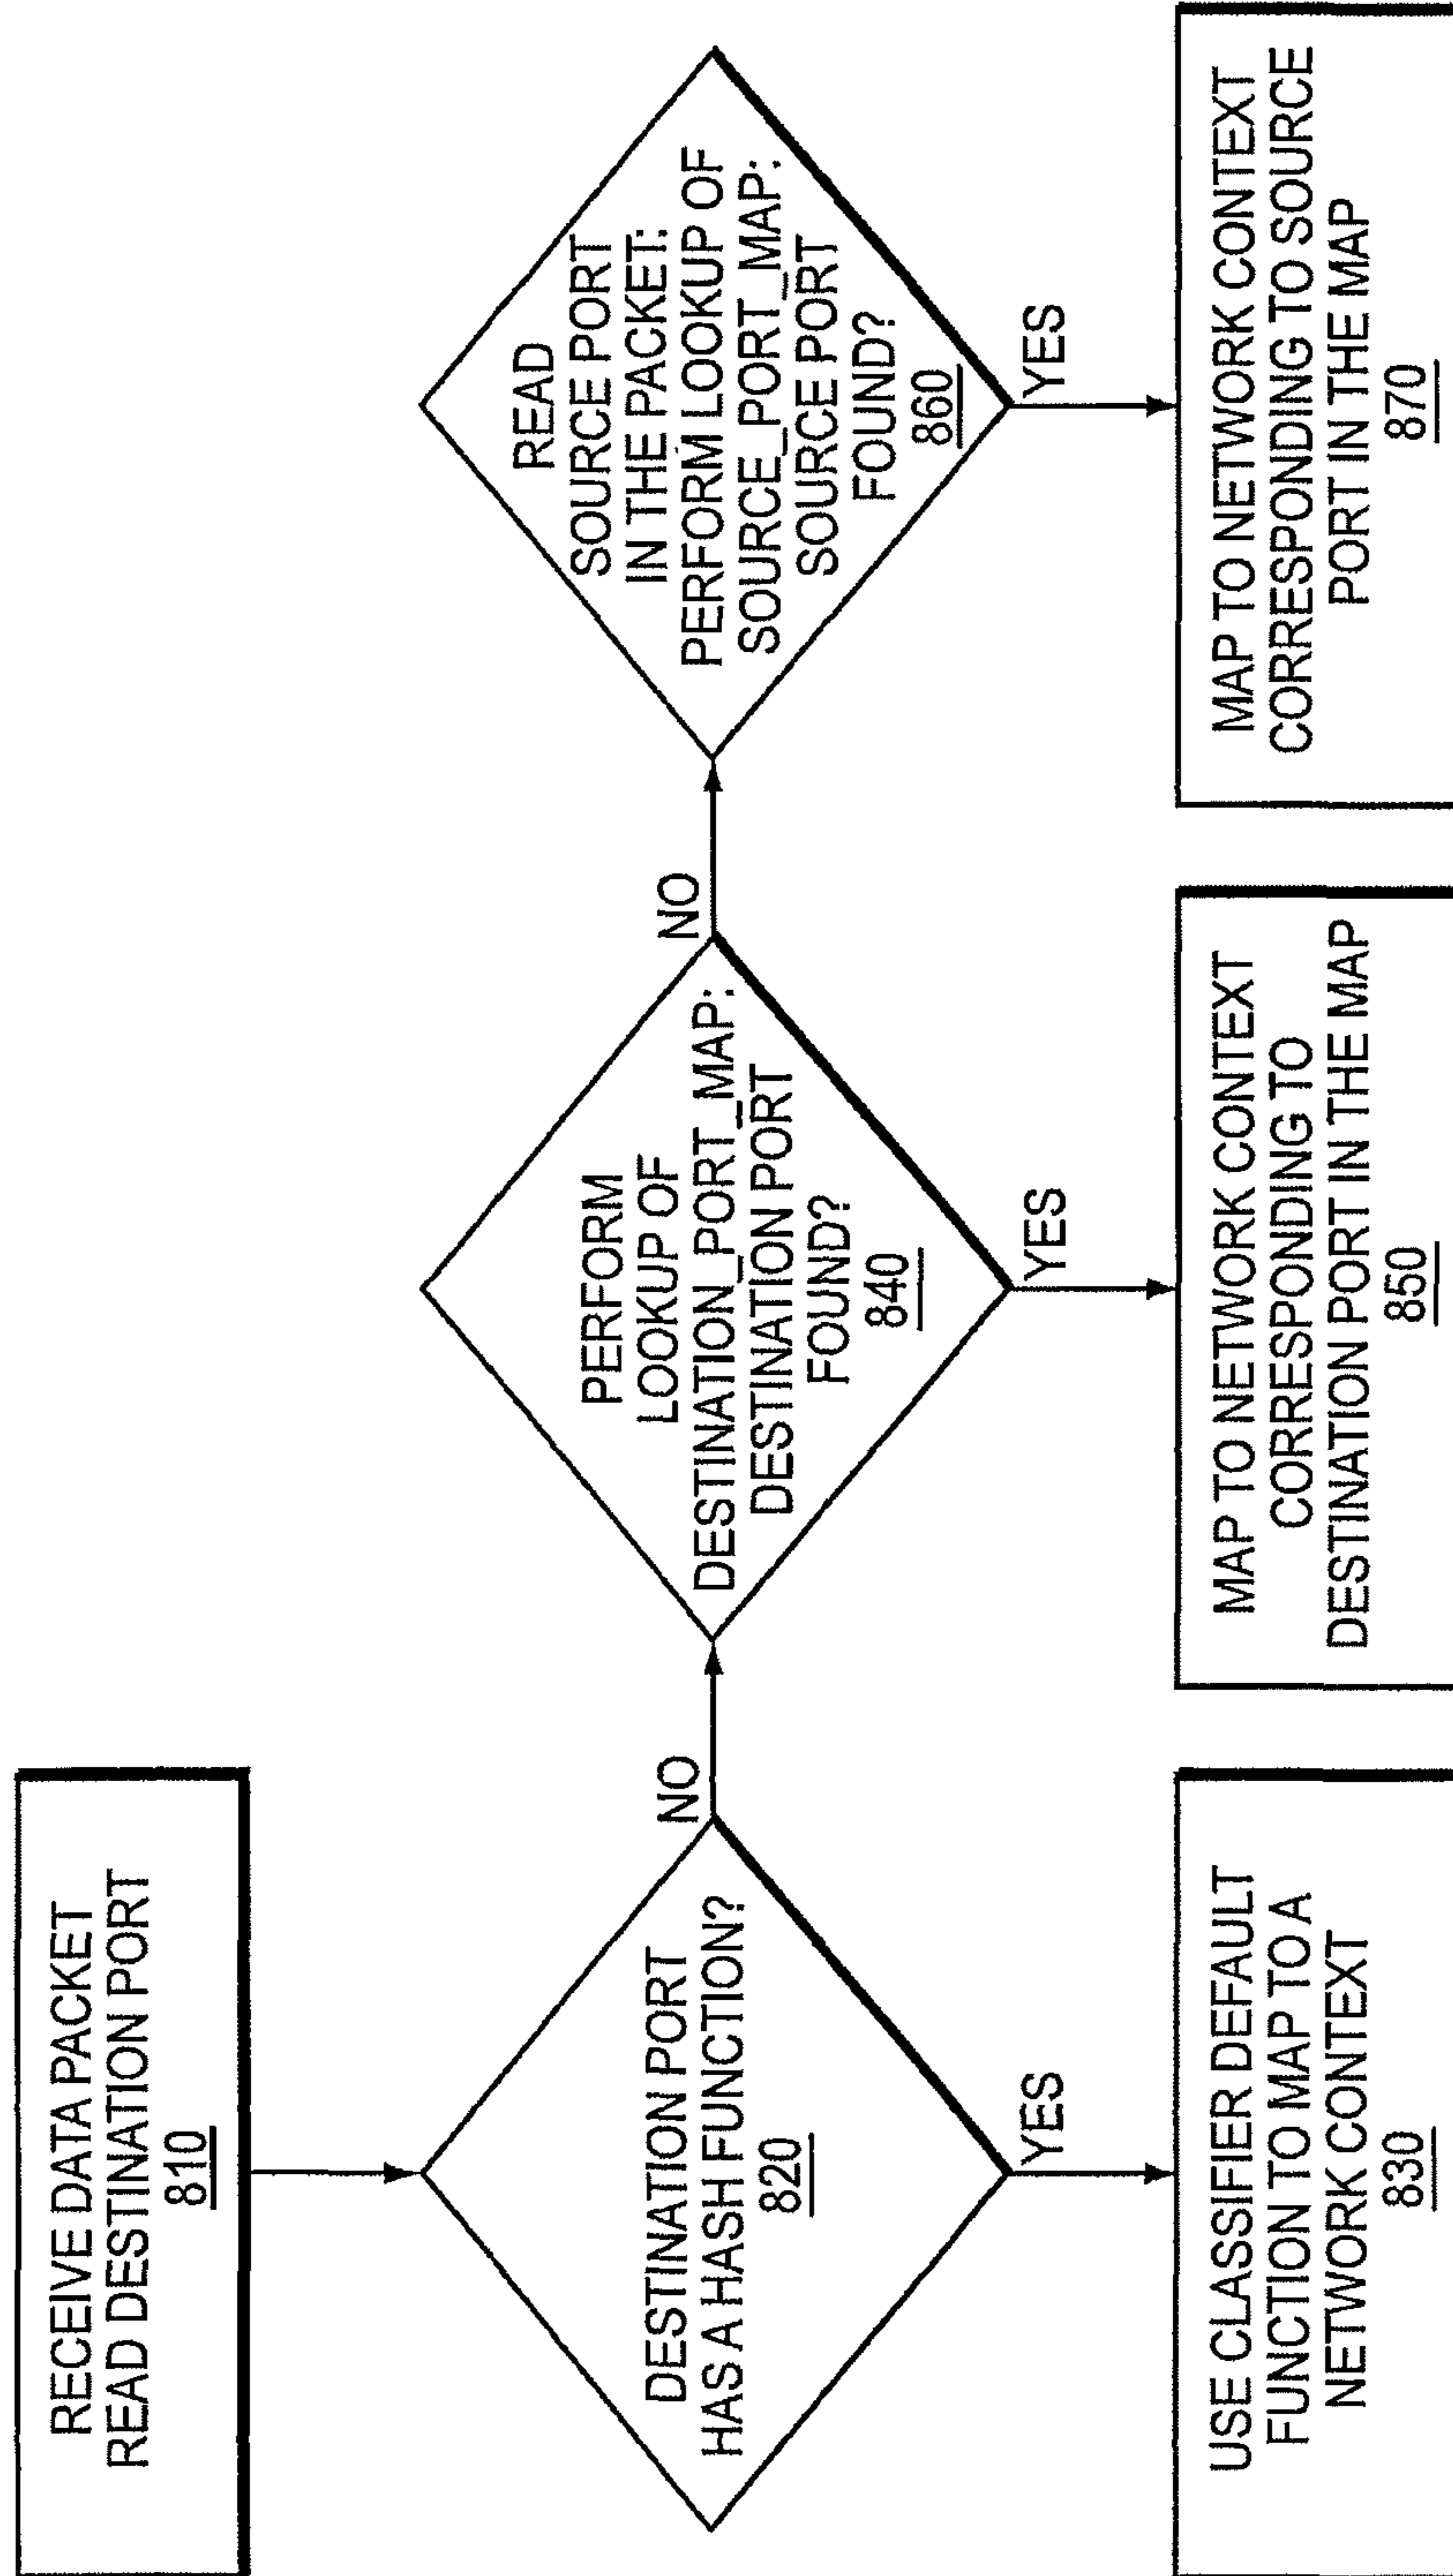 RECEIVE DATA PACKET
READ DESTINATION PORT
810
DESTINATION PORT
HAS A HASH FUNCTION?
820
NO
YES
USE CLASSIFIER DEFAULT
FUNCTION TO MAP TO A
NETWORK CONTEXT
830
PERFORM
LOOKUP OF
DESTINATION_PORT_MAP:
DESTINATION PORT
FOUND?
840
NO
YES
MAP TO NETWORK CONTEXT
CORRESPONDING TO
DESTINATION PORT IN THE MAP
850
READ
SOURCE PORT
IN THE PACKET:
PERFORM LOOKUP OF
SOURCE_PORT_MAP:
SOURCE PORT
FOUND?
860
YES
MAP TO NETWORK CONTEXT
CORRESPONDING TO SOURCE
PORT IN THE MAP
870